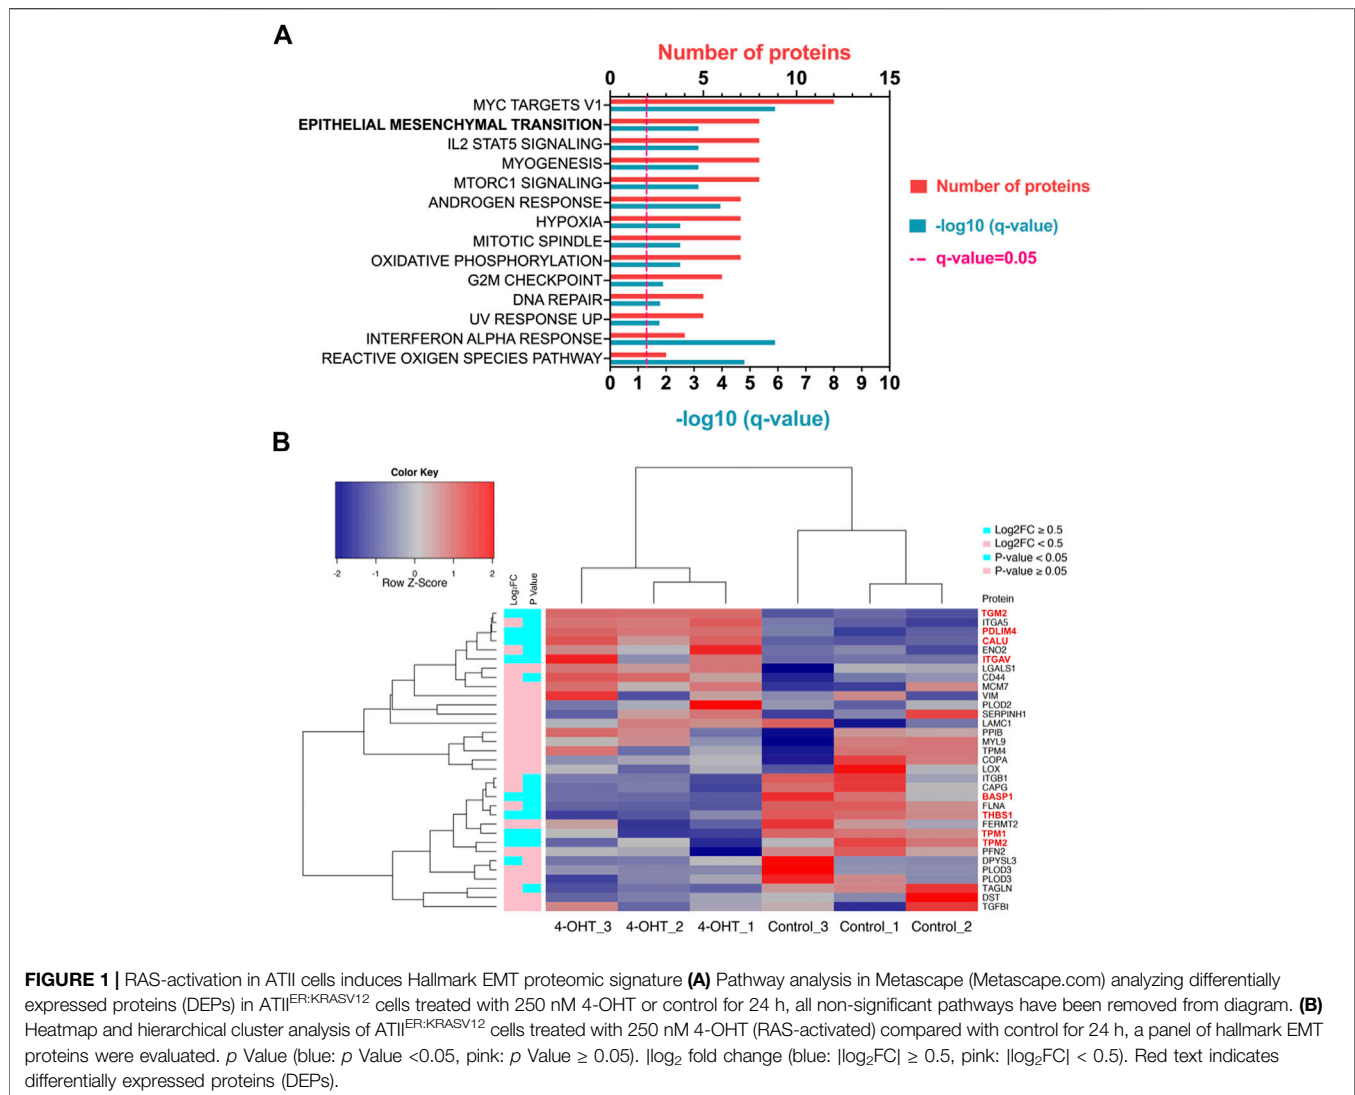 A
Number of proteins
0 5 10 15
MYC TARGETS V1
EPITHELIAL MESENCHYMAL TRANSITION
IL2 STAT5 SIGNALING
MYOGENESIS
MTORC1 SIGNALING
ANDROGEN RESPONSE
HYPOXIA
MITOTIC SPINDLE
OXIDATIVE PHOSPHORYLATION
G2M CHECKPOINT
DNA REPAIR
UV RESPONSE UP
INTERFERON ALPHA RESPONSE
REACTIVE OXIGEN SPECIES PATHWAY
0 1 2 3 4 5 6 7 8 9 10
-log10 (q-value)
Number of proteins
-log10 (q-value)
q-value=0.05
B
Color Key
-2 -1 0 1 2
Row Z-Score
Log2FC ≥ 0.5
Log2FC < 0.5
P-value < 0.05
P-value ≥ 0.05
Log₂FC
P Value
Protein
TGM2
ITGA5
PDLIM4
CALU
ENO2
ITGAV
LGALS1
CD44
MCM7
VIM
PLOD2
SERPINH1
LAMC1
PPIB
MYL9
TPM4
COPA
LOX
ITGB1
CAPG
BASP1
FLNA
THBS1
FERMT2
TPM1
TPM2
PFN2
DPYSL3
PLOD3
PLOD3
TAGLN
DST
TGFBI
4-OHT_3 4-OHT_2 4-OHT_1 Control_3 Control_1 Control_2
FIGURE 1 | RAS-activation in ATII cells induces Hallmark EMT proteomic signature (A) Pathway analysis in Metascape (Metascape.com) analyzing differentially
expressed proteins (DEPs) in ATII^ER:KRASV12 cells treated with 250 nM 4-OHT or control for 24 h, all non-significant pathways have been removed from diagram. (B)
Heatmap and hierarchical cluster analysis of ATII^ER:KRASV12 cells treated with 250 nM 4-OHT (RAS-activated) compared with control for 24 h, a panel of hallmark EMT
proteins were evaluated. p Value (blue: p Value <0.05, pink: p Value ≥ 0.05). |log₂ fold change (blue: |log₂FC| ≥ 0.5, pink: |log₂FC| < 0.5). Red text indicates
differentially expressed proteins (DEPs).